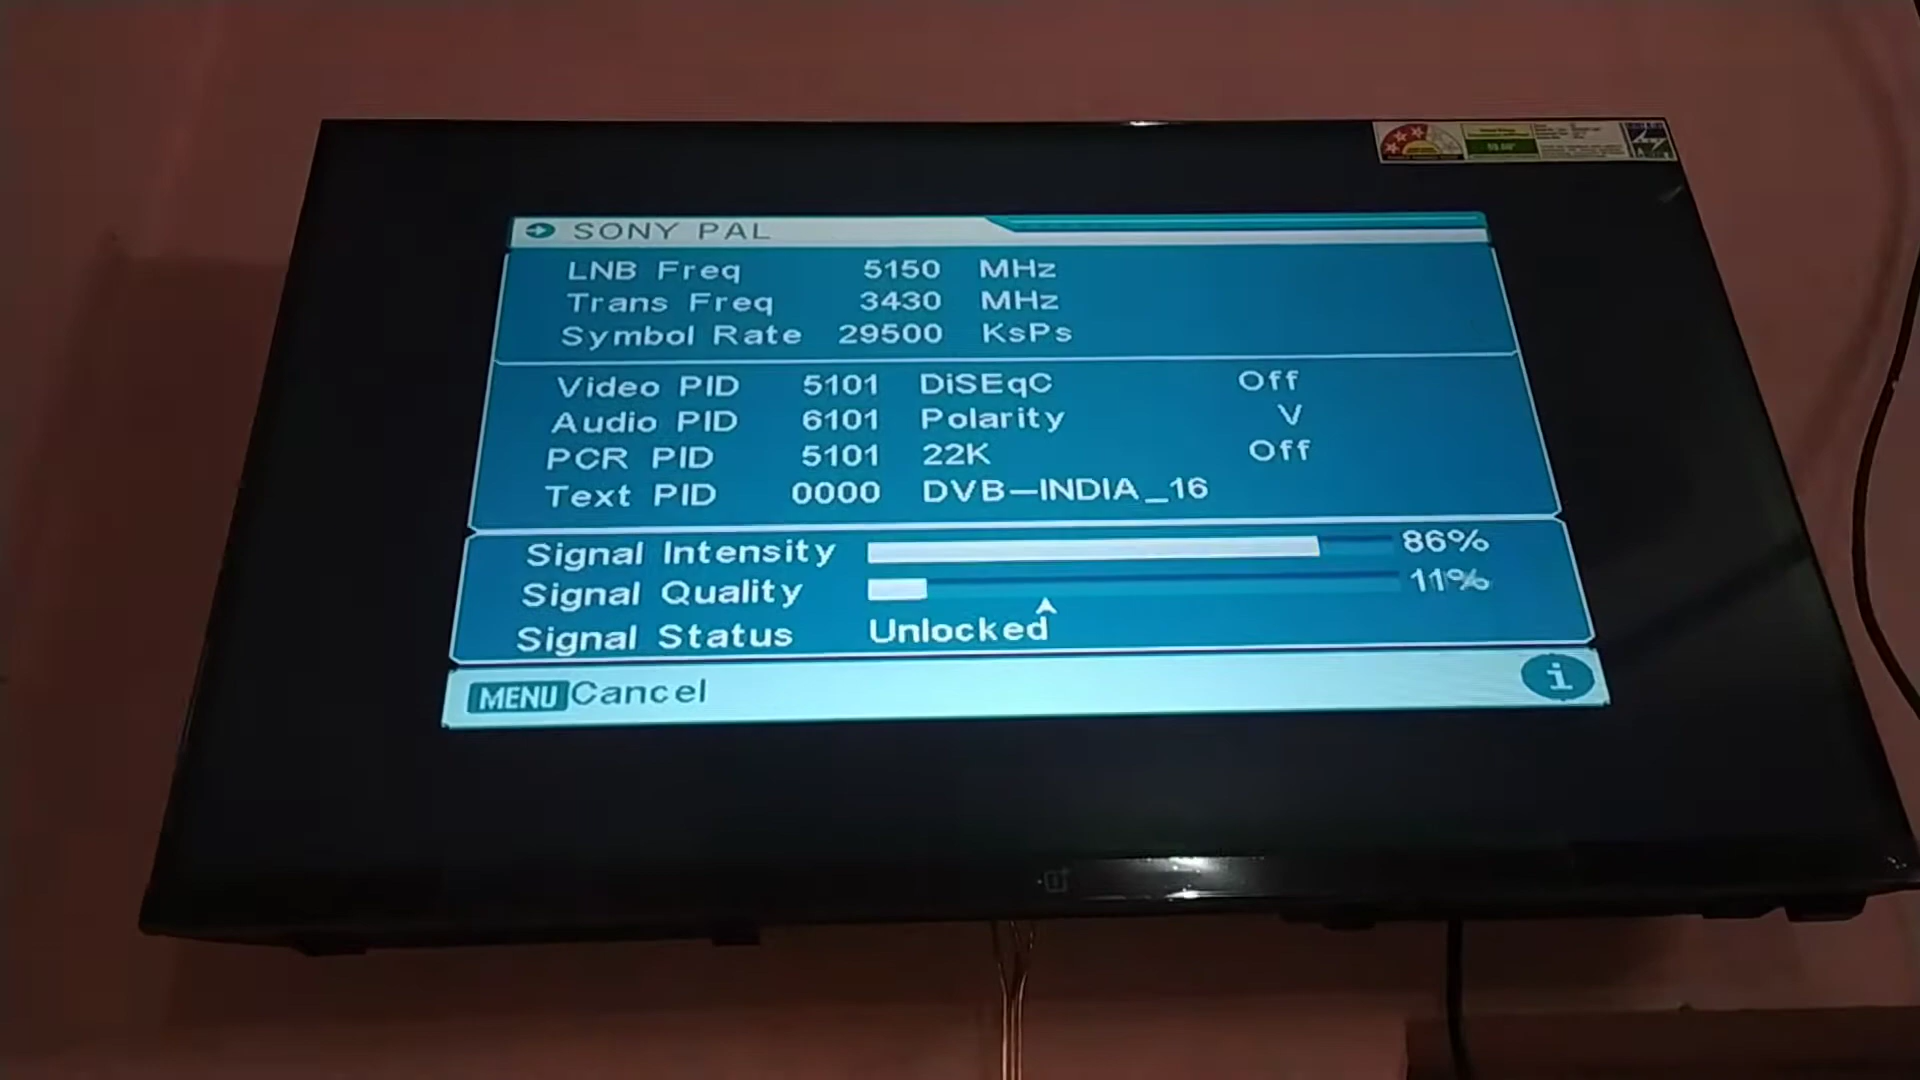 SONY PAL
LNB Freq 5150 MHz
Trans Freq 3430 MHz
Symbol Rate 29500 KsPs
Video PID 5101 DiSEqC Off
Audio PID 6101 Polarity V
PCR PID 5101 22K Off
Text PID 0000 DVB-INDIA_16
Signal Intensity 86%
Signal Quality 11%
Signal Status Unlocked
MENU Cancel i